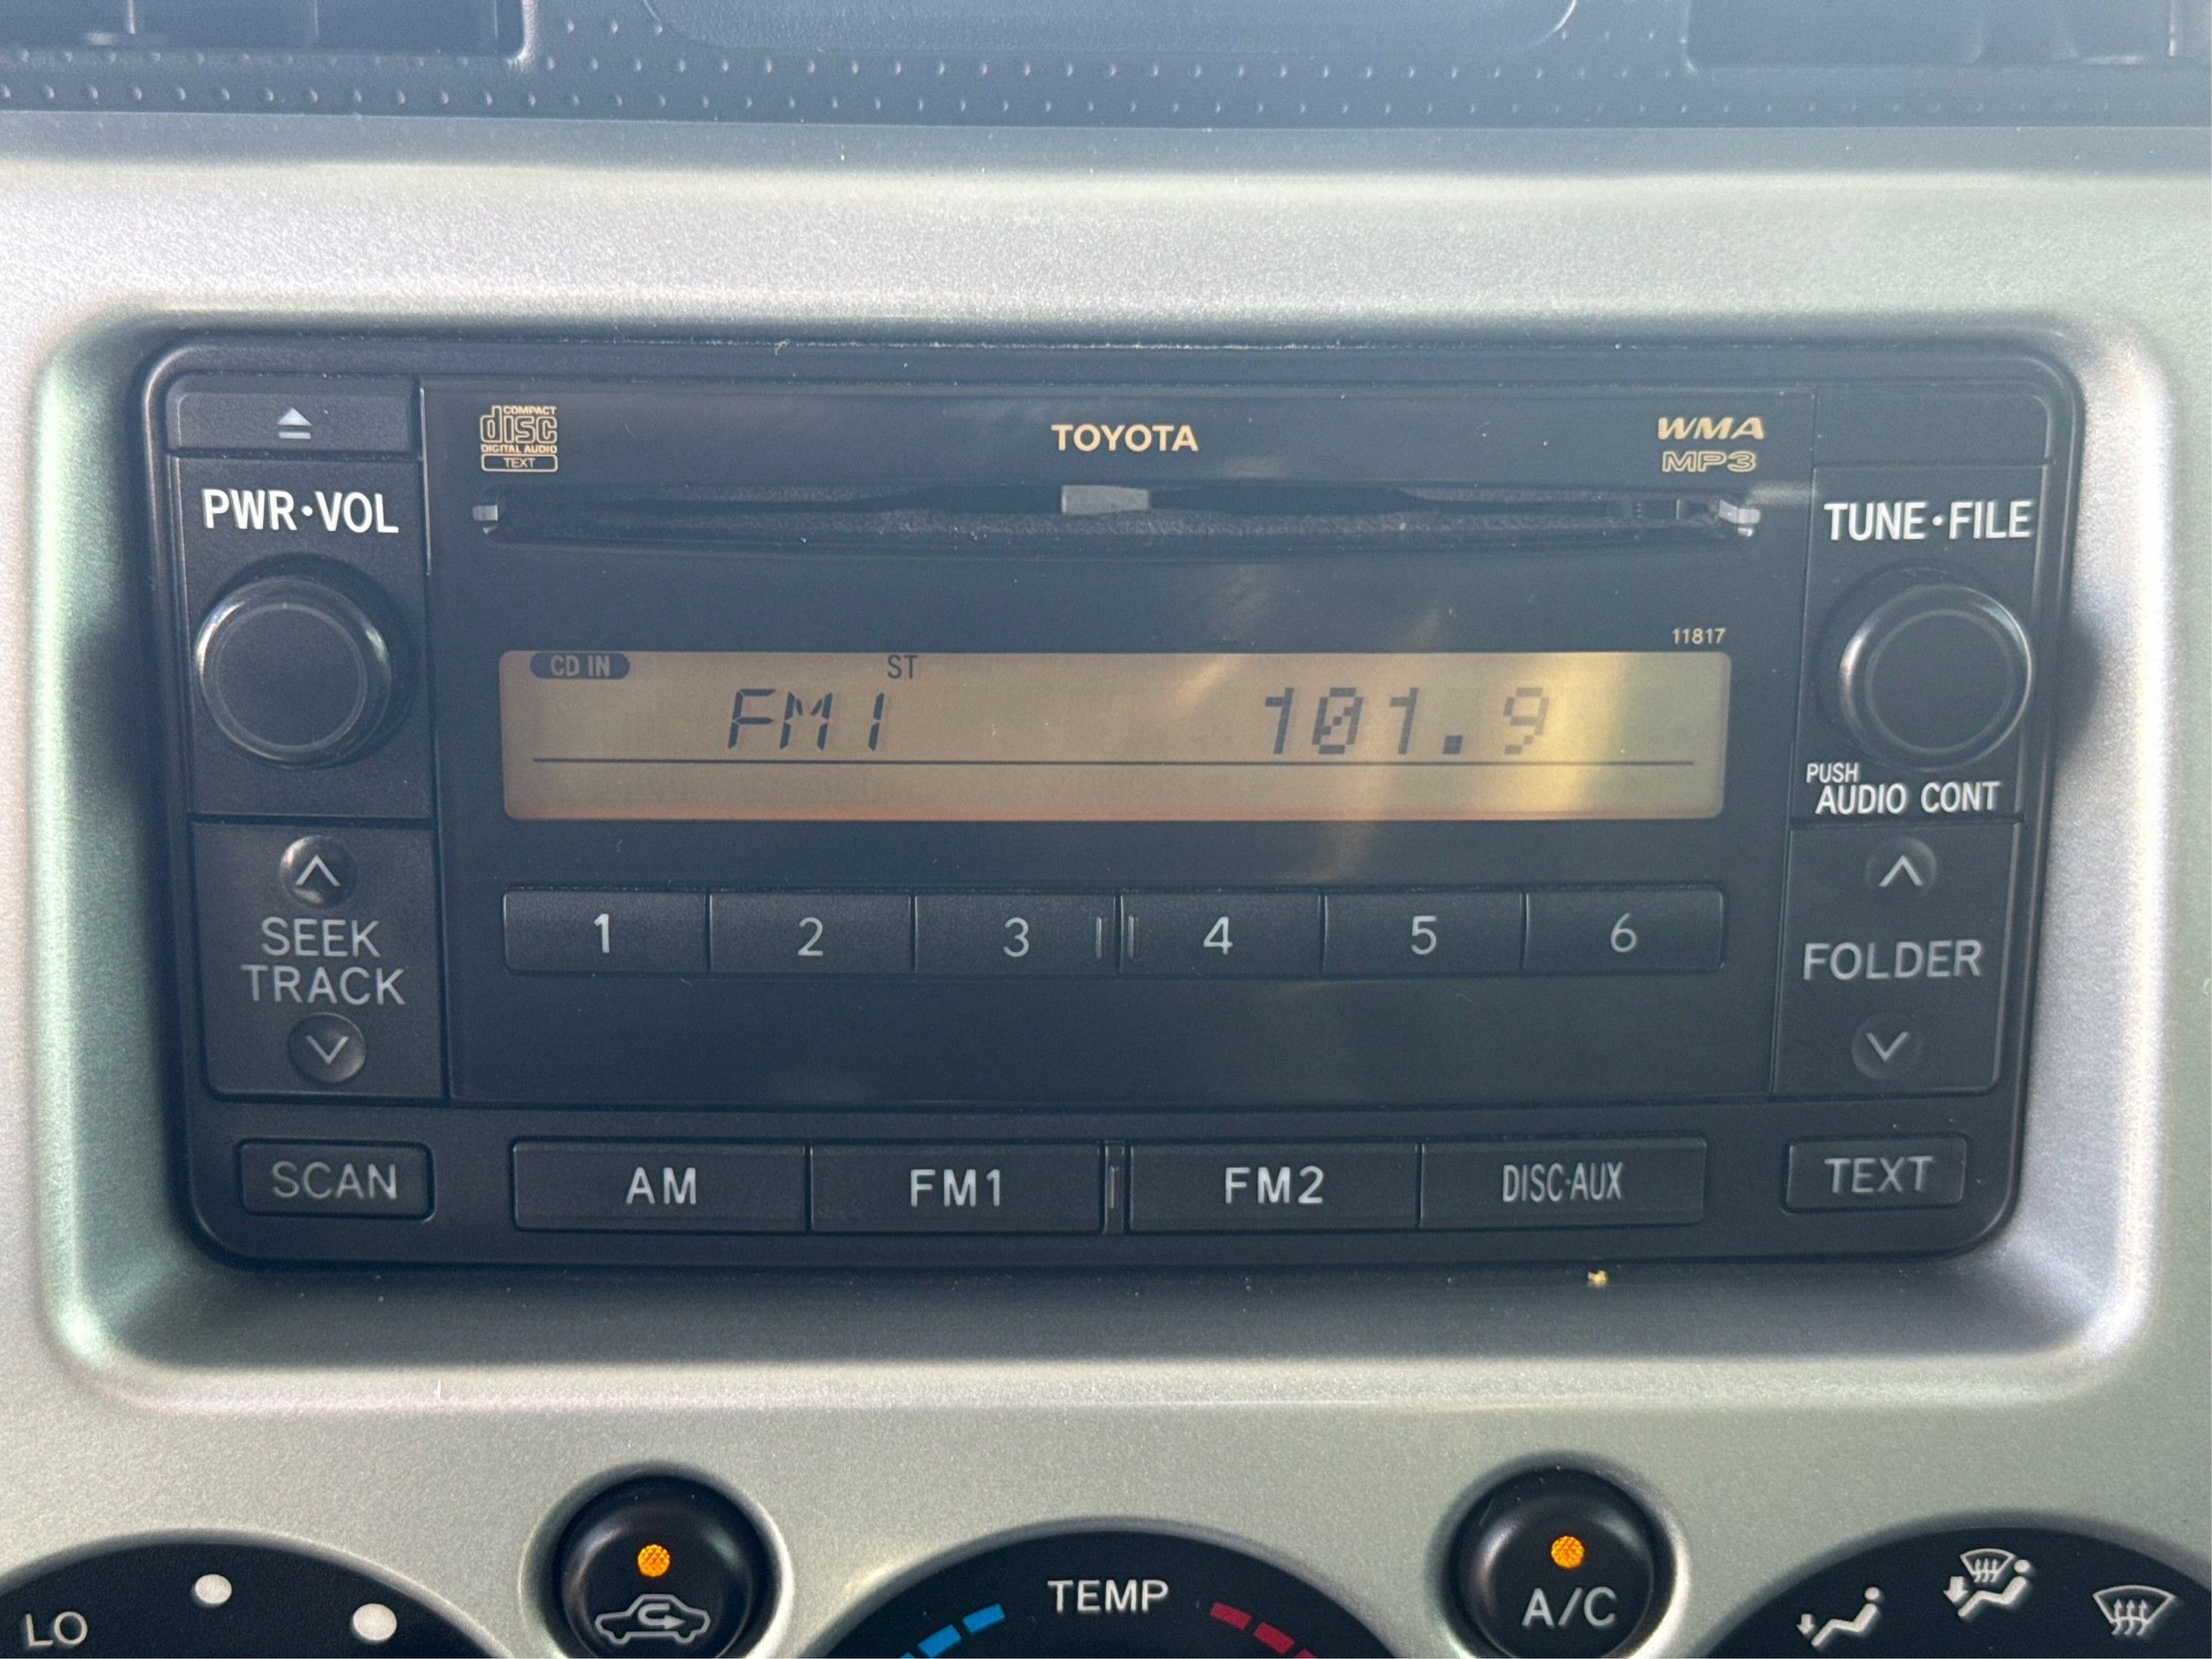 COMPACT
disc
DIGITAL AUDIO
TEXT
TOYOTA
WMA
MP3
PWR·VOL
TUNE·FILE
11817
CD IN
ST
FM1
101.9
PUSH
AUDIO CONT
SEEK
TRACK
1
2
3
4
5
6
FOLDER
SCAN
AM
FM1
FM2
DISC·AUX
TEXT
LO
TEMP
A/C